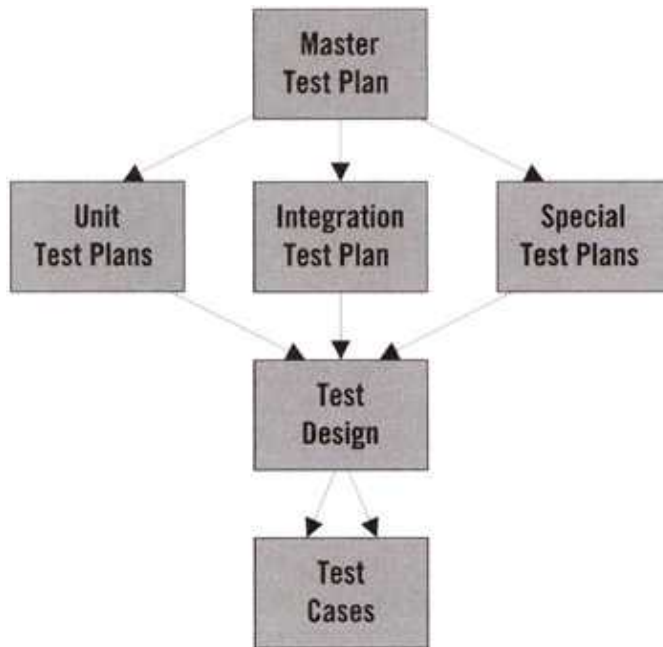 Master
Test Plan
Unit
Test Plans
Integration
Test Plan
Special
Test Plans
Test
Design
Test
Cases